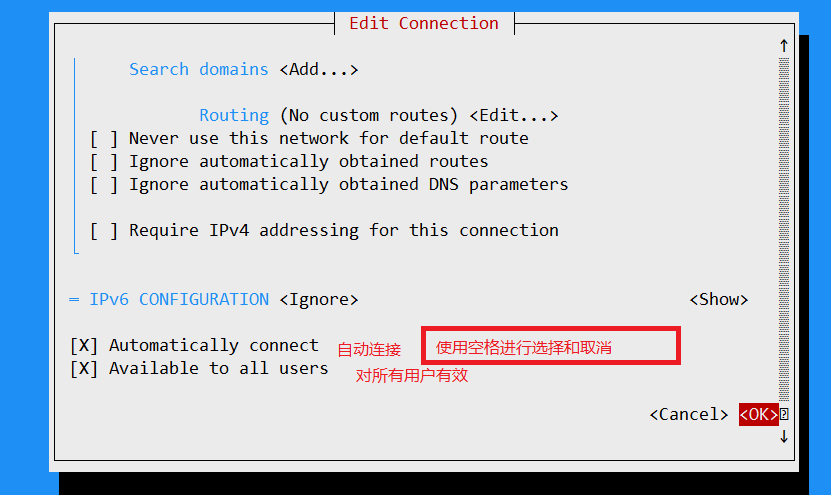 Edit Connection
Search domains <Add...>
Routing (No custom routes) <Edit...>
[ ] Never use this network for default route
[ ] Ignore automatically obtained routes
[ ] Ignore automatically obtained DNS parameters
[ ] Require IPv4 addressing for this connection
= IPv6 CONFIGURATION <Ignore> <Show>
[X] Automatically connect 自动连接 使用空格进行选择和取消
[X] Available to all users 对所有用户有效
<Cancel> <OK>